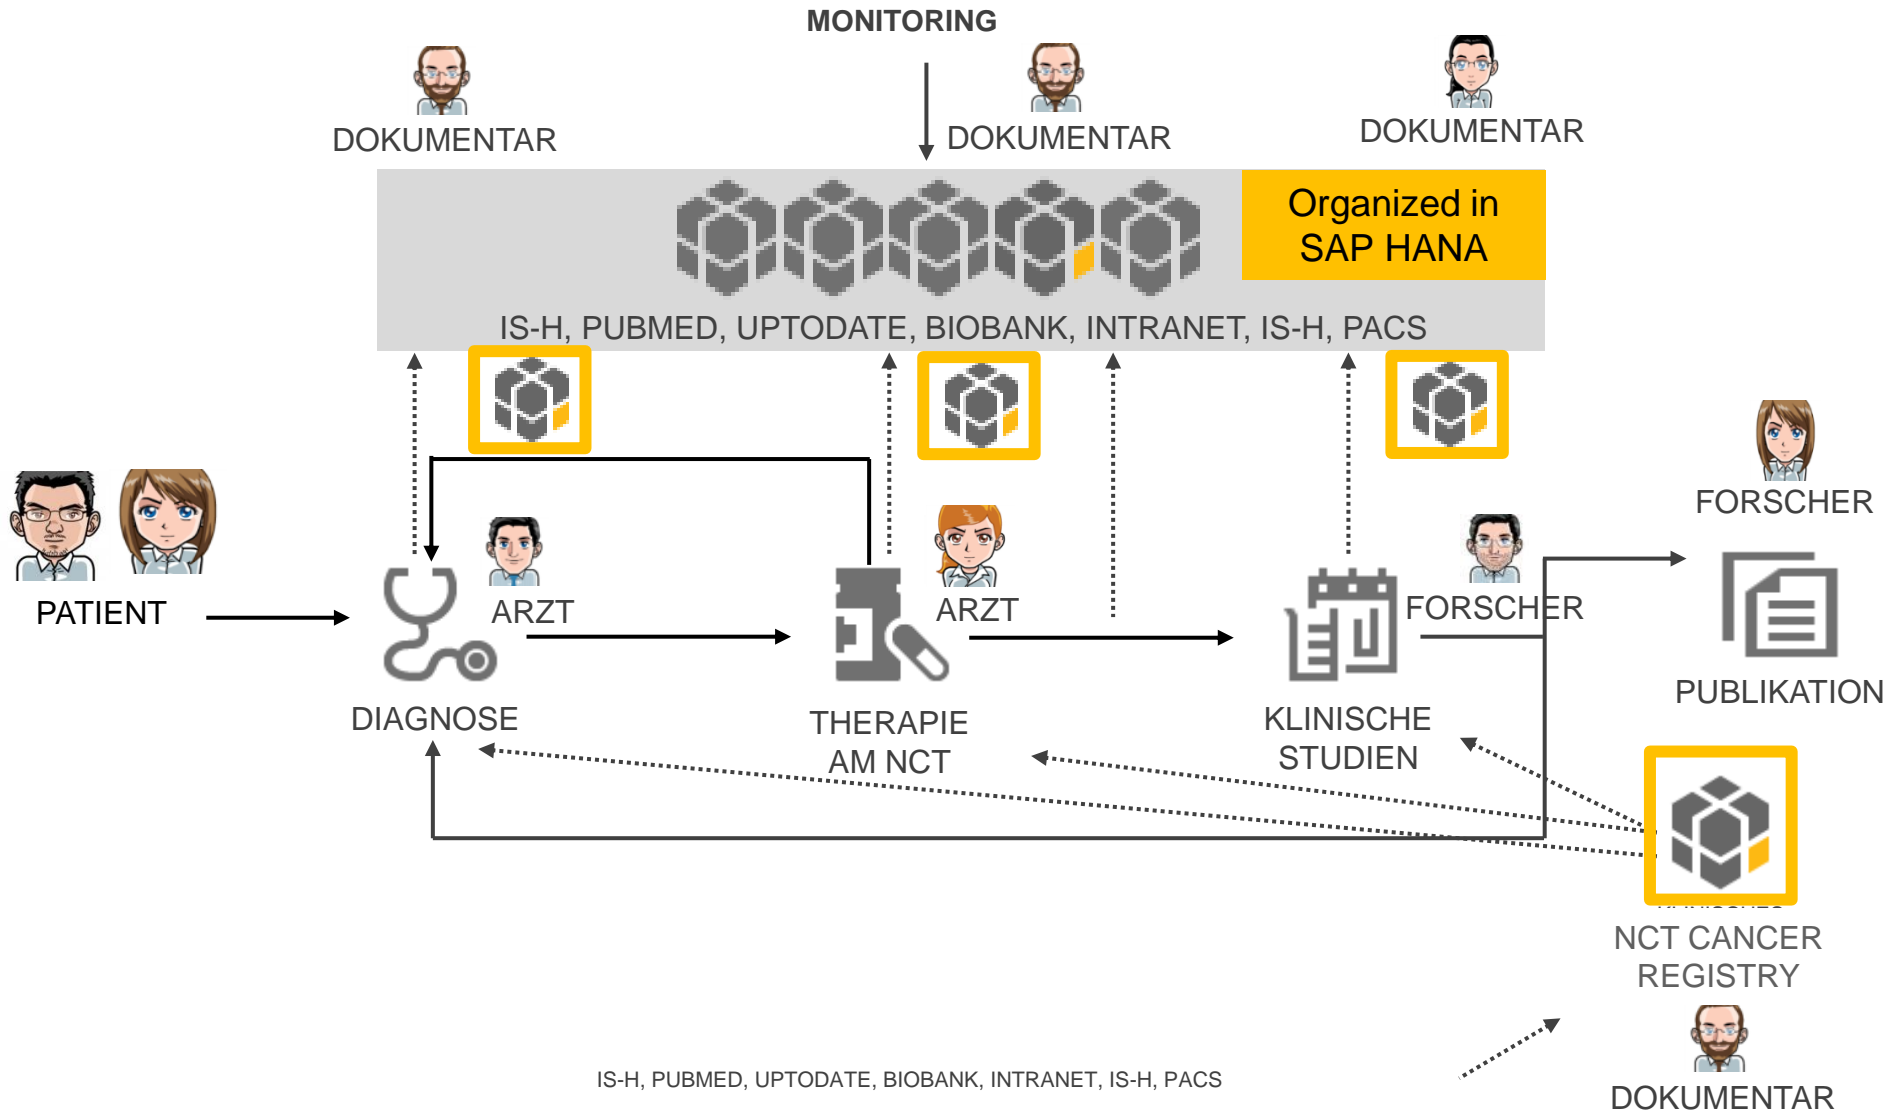 MONITORING
DOKUMENTAR
DOKUMENTAR
DOKUMENTAR
Organized in
SAP HANA
IS-H, PUBMED, UPTODATE, BIOBANK, INTRANET, IS-H, PACS
FORSCHER
PATIENT
ARZT
ARZT
FORSCHER
PUBLIKATION
DIAGNOSE
THERAPIE
AM NCT
KLINISCHE
STUDIEN
NCT CANCER
REGISTRY
IS-H, PUBMED, UPTODATE, BIOBANK, INTRANET, IS-H, PACS
DOKUMENTAR